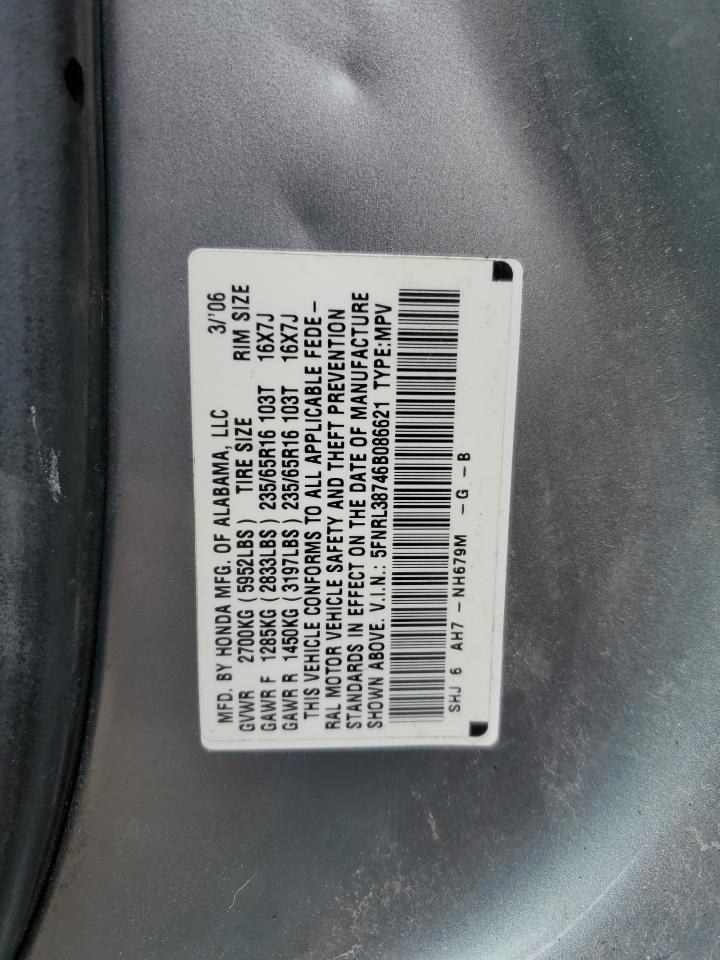 MFD. BY HONDA MFG. OF ALABAMA, LLC 3/'06
GVWR 2700KG (5952LBS) TIRE SIZE RIM SIZE
GAWR F 1285KG (2833LBS) 235/65R16 103T 16X7J
GAWR R 1450KG (3197LBS) 235/65R16 103T 16X7J
THIS VEHICLE CONFORMS TO ALL APPLICABLE FEDE-
RAL MOTOR VEHICLE SAFETY AND THEFT PREVENTION
STANDARDS IN EFFECT ON THE DATE OF MANUFACTURE
SHOWN ABOVE. V.I.N.: 5FNRL38746B086621 TYPE:MPV
SHJ 6 AH7 -NH679M -G -B